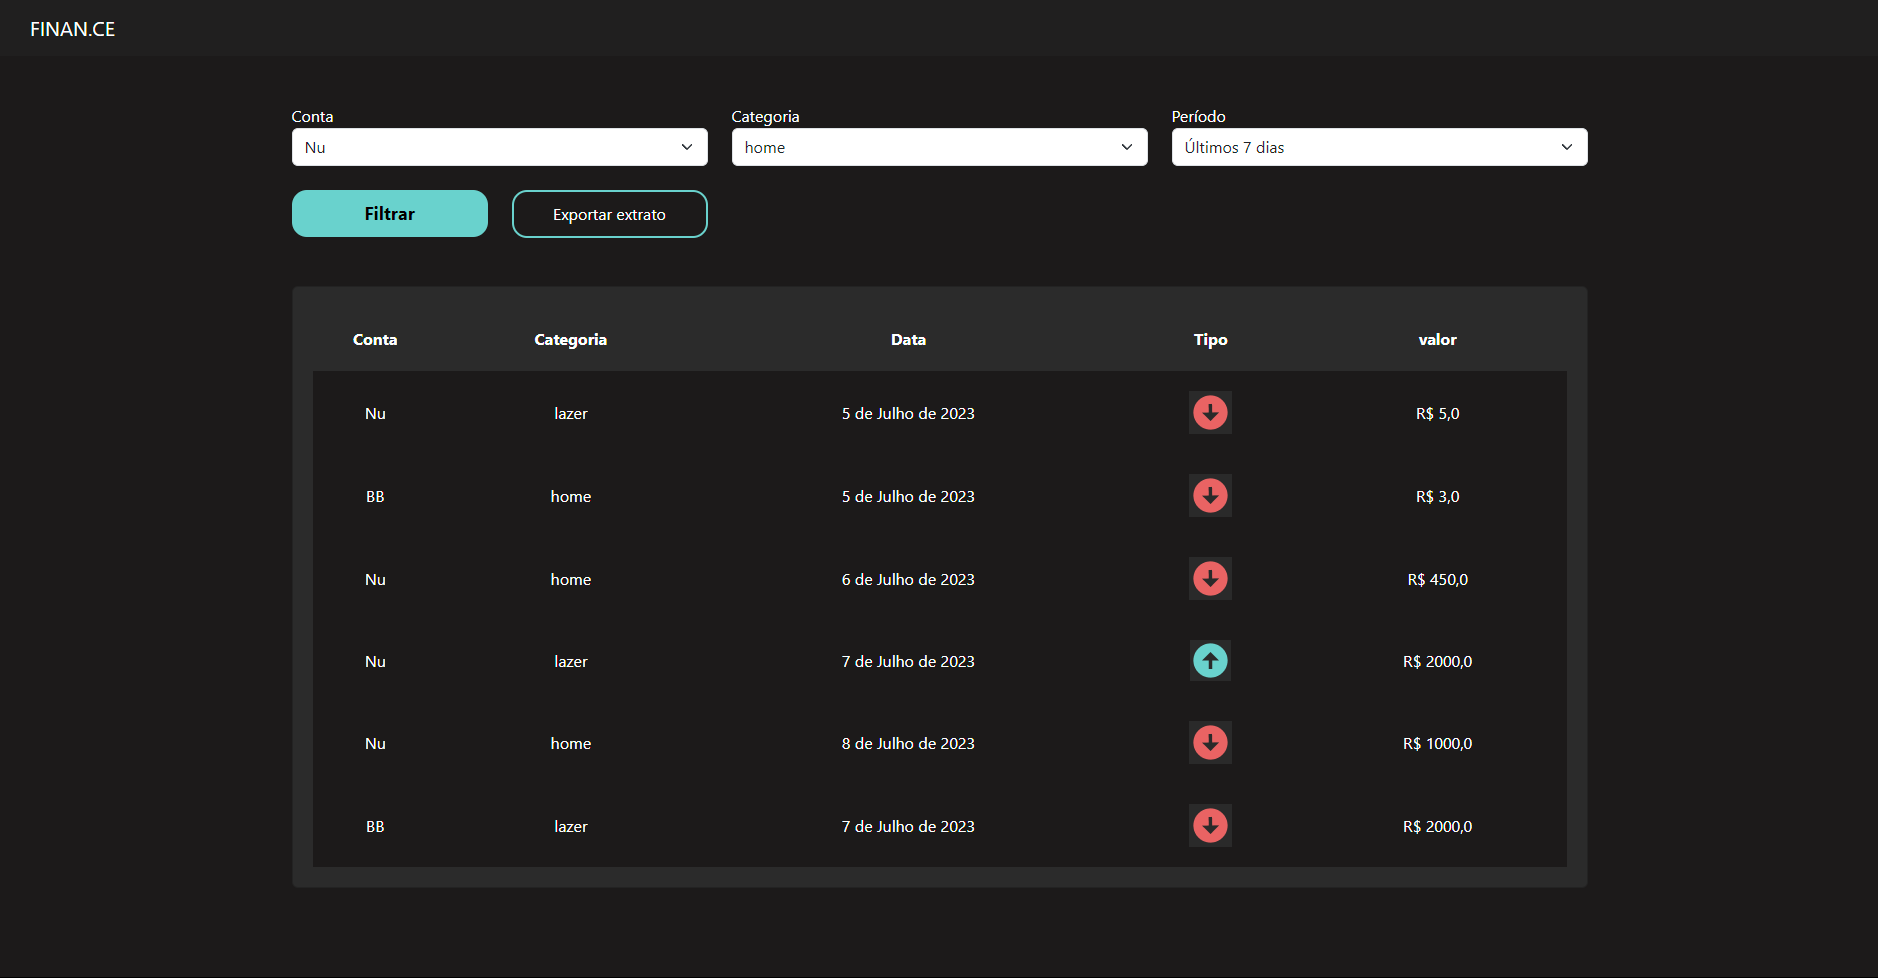 FINAN.CE
Conta Categoria Período
Nu home Últimos 7 dias
Filtrar Exportar extrato
Conta Categoria Data Tipo valor
Nu lazer 5 de Julho de 2023 R$ 5,0
BB home 5 de Julho de 2023 R$ 3,0
Nu home 6 de Julho de 2023 R$ 450,0
Nu lazer 7 de Julho de 2023 R$ 2000,0
Nu home 8 de Julho de 2023 R$ 1000,0
BB lazer 7 de Julho de 2023 R$ 2000,0